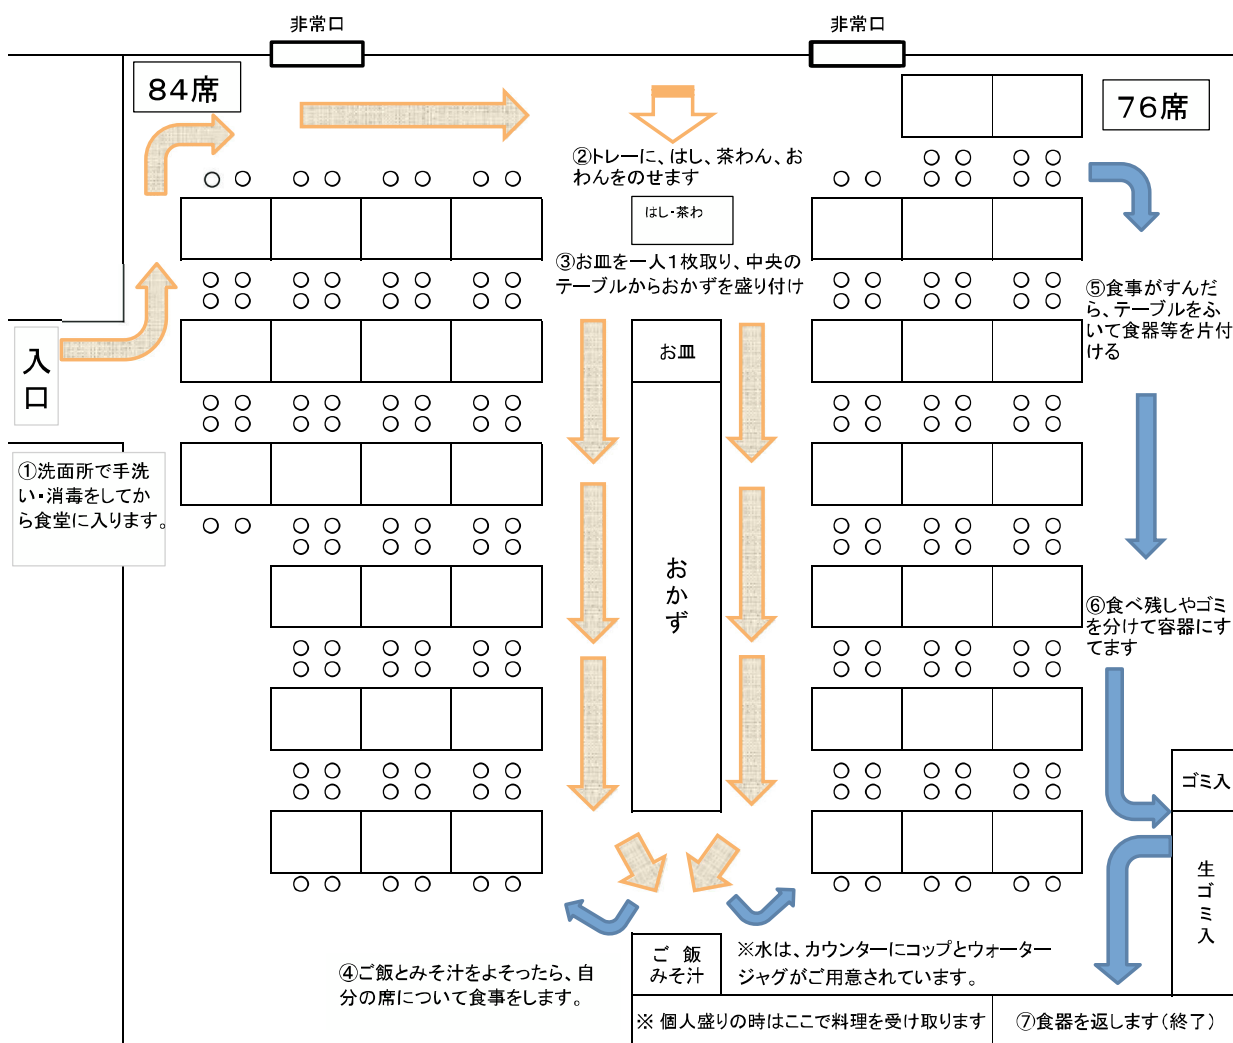 非常口
非常口
84席
76席
②トレーに、はし、茶わん、お
わんをのせます
はし・茶わ
③お皿を一人1枚取り、中央の
テーブルからおかずを盛り付け
お皿
おかず
入口
①洗面所で手洗
い・消毒をしてか
ら食堂に入ります。
⑤食事がすんだ
ら、テーブルをふ
いて食器等を片付
ける
⑥食べ残しやゴミ
を分けて容器にす
てます
ゴミ入
生ゴミ入
ご 飯
みそ汁
※水は、カウンターにコップとウォーター
ジャグがご用意されています。
④ご飯とみそ汁をよそったら、自
分の席について食事をします。
※ 個人盛りの時はここで料理を受け取ります
⑦食器を返します(終了)